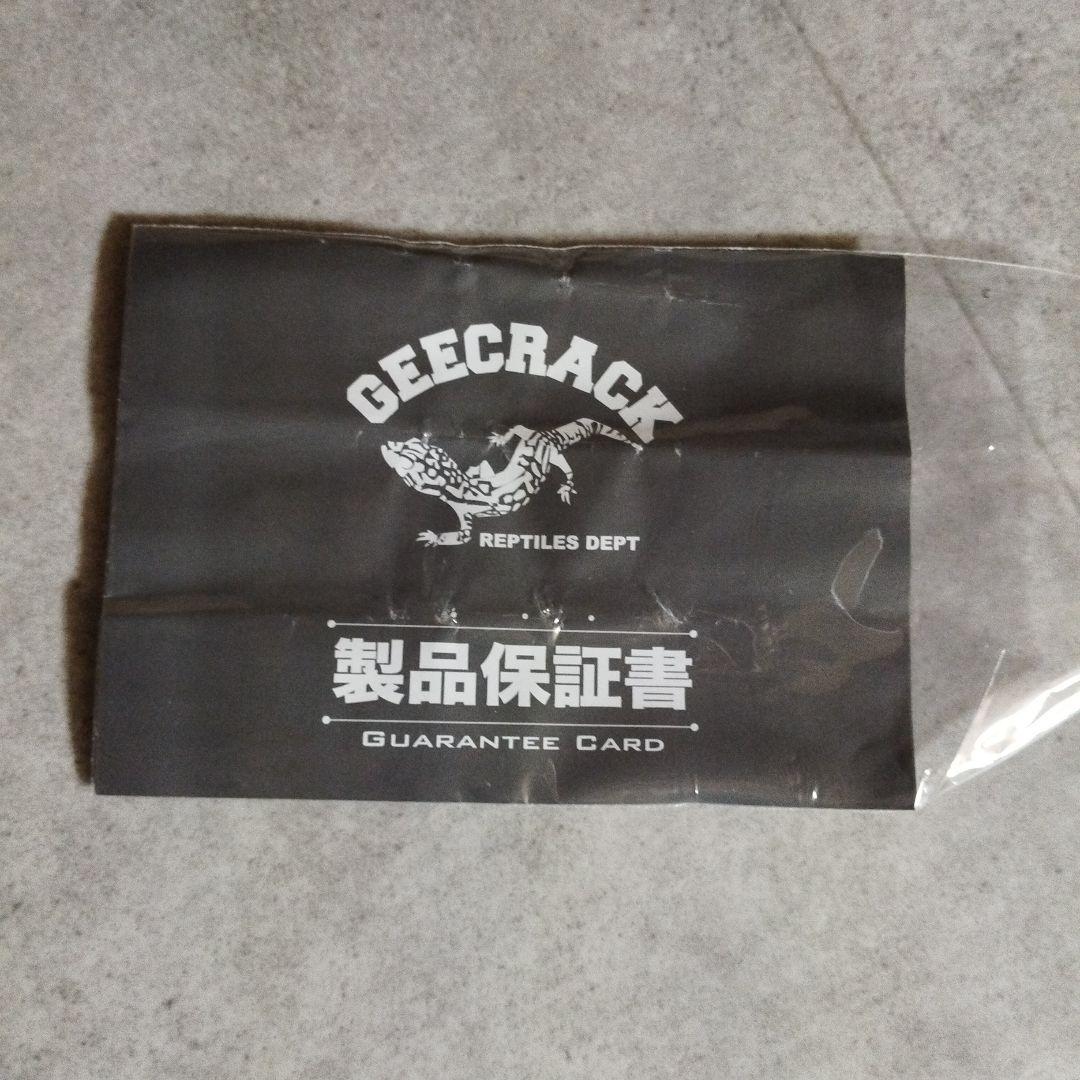 GEECRACK
REPTILES DEPT
製品保証書
GUARANTEE CARD